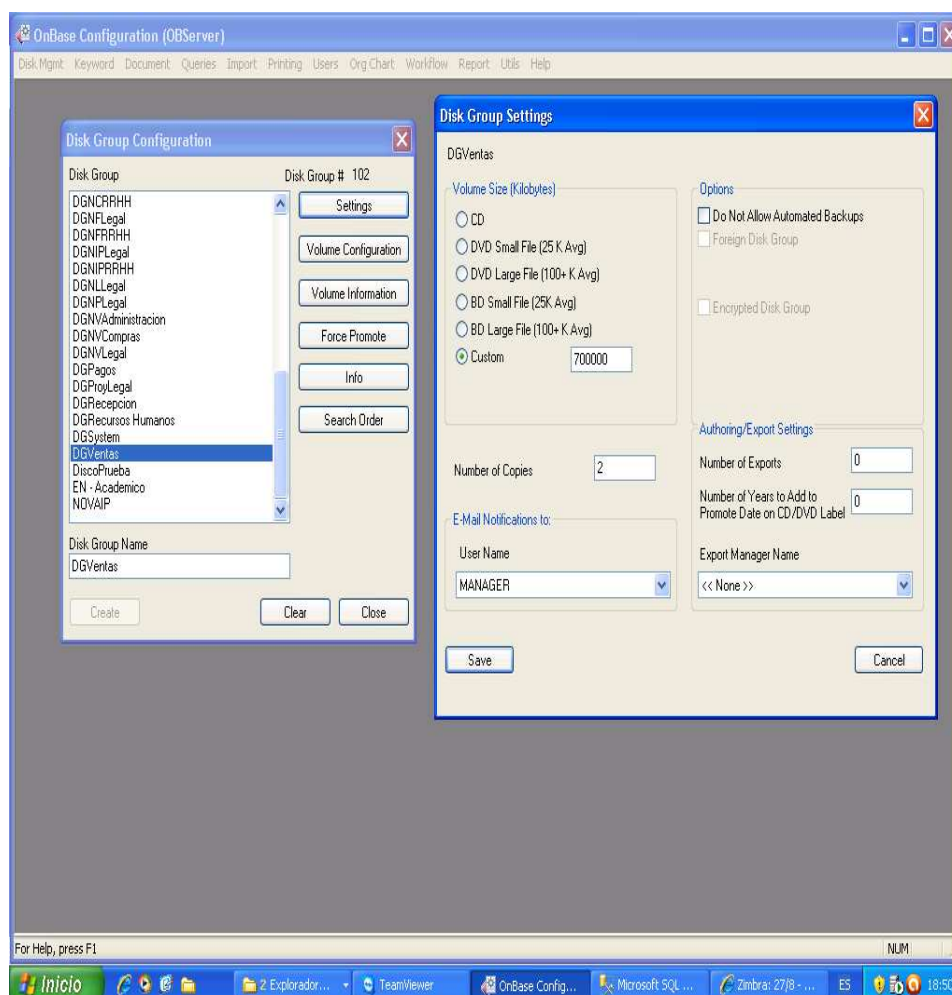 OnBase Configuration (OBServer)
Disk Mgmt Keyword Document Queries Import Printing Users Org Chart Workflow Report Utils Help
Disk Group Configuration
Disk Group
Disk Group # 102
DGNCRRHH
DGNFLegal
DGNFRRHH
DGNIPLegal
DGNIPRRHH
DGNLLegal
DGNPLegal
DGNVAdministracion
DGNVCompras
DGNVLegal
DGPagos
DGProyLegal
DGRecepcion
DGRecursos Humanos
DGSystem
DGVentas
DiscoPrueba
EN - Academico
NOVAIP
Settings
Volume Configuration
Volume Information
Force Promote
Info
Search Order
Disk Group Name
DGVentas
Create
Clear
Close
Disk Group Settings
DGVentas
Volume Size (Kilobytes)
CD
DVD Small File (25 K Avg)
DVD Large File (100+ K Avg)
BD Small File (25K Avg)
BD Large File (100+ K Avg)
Custom 700000
Number of Copies 2
E-Mail Notifications to:
User Name
MANAGER
Options
Do Not Allow Automated Backups
Foreign Disk Group
Encrypted Disk Group
Authoring/Export Settings
Number of Exports 0
Number of Years to Add to
Promote Date on CD/DVD Label 0
Export Manager Name
<< None >>
Save
Cancel
For Help, press F1
NUM
Inicio
2 Explorador...
TeamViewer
OnBase Config...
Microsoft SQL ...
Zimbra: 27/8 - ...
ES